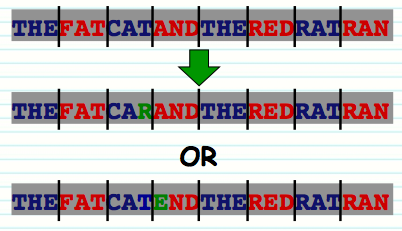 THEFATCATANDTHEREDRATRAN
THEFATCARANDTHEREDRATRAN
OR
THEFATCATENDTHEREDRATRAN